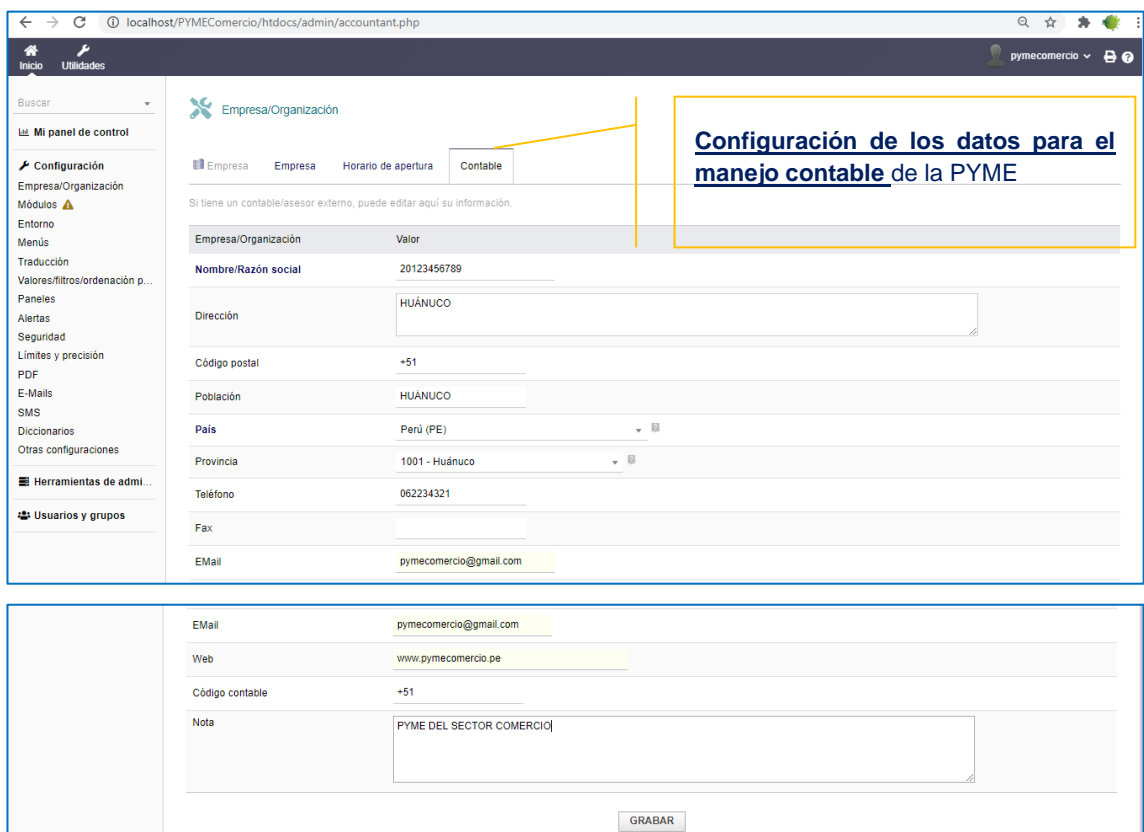 localhost/PYMEComercio/htdocs/admin/accountant.php
Inicio Utilidades pymecomercio
Buscar
Mi panel de control
Configuración
Empresa/Organización
Módulos
Entorno
Menús
Traducción
Valores/filtros/ordenación p...
Paneles
Alertas
Seguridad
Límites y precisión
PDF
E-Mails
SMS
Diccionarios
Otras configuraciones
Herramientas de admi...
Usuarios y grupos
Empresa/Organización
Empresa Empresa Horario de apertura Contable
Si tiene un contable/asesor externo, puede editar aquí su información.
Configuración de los datos para el
manejo contable de la PYME
Empresa/Organización Valor
Nombre/Razón social 20123456789
Dirección HUÁNUCO
Código postal +51
Población HUÁNUCO
País Perú (PE)
Provincia 1001 - Huánuco
Teléfono 062234321
Fax
EMail pymecomercio@gmail.com
EMail pymecomercio@gmail.com
Web www.pymecomercio.pe
Código contable +51
Nota PYME DEL SECTOR COMERCIO
GRABAR